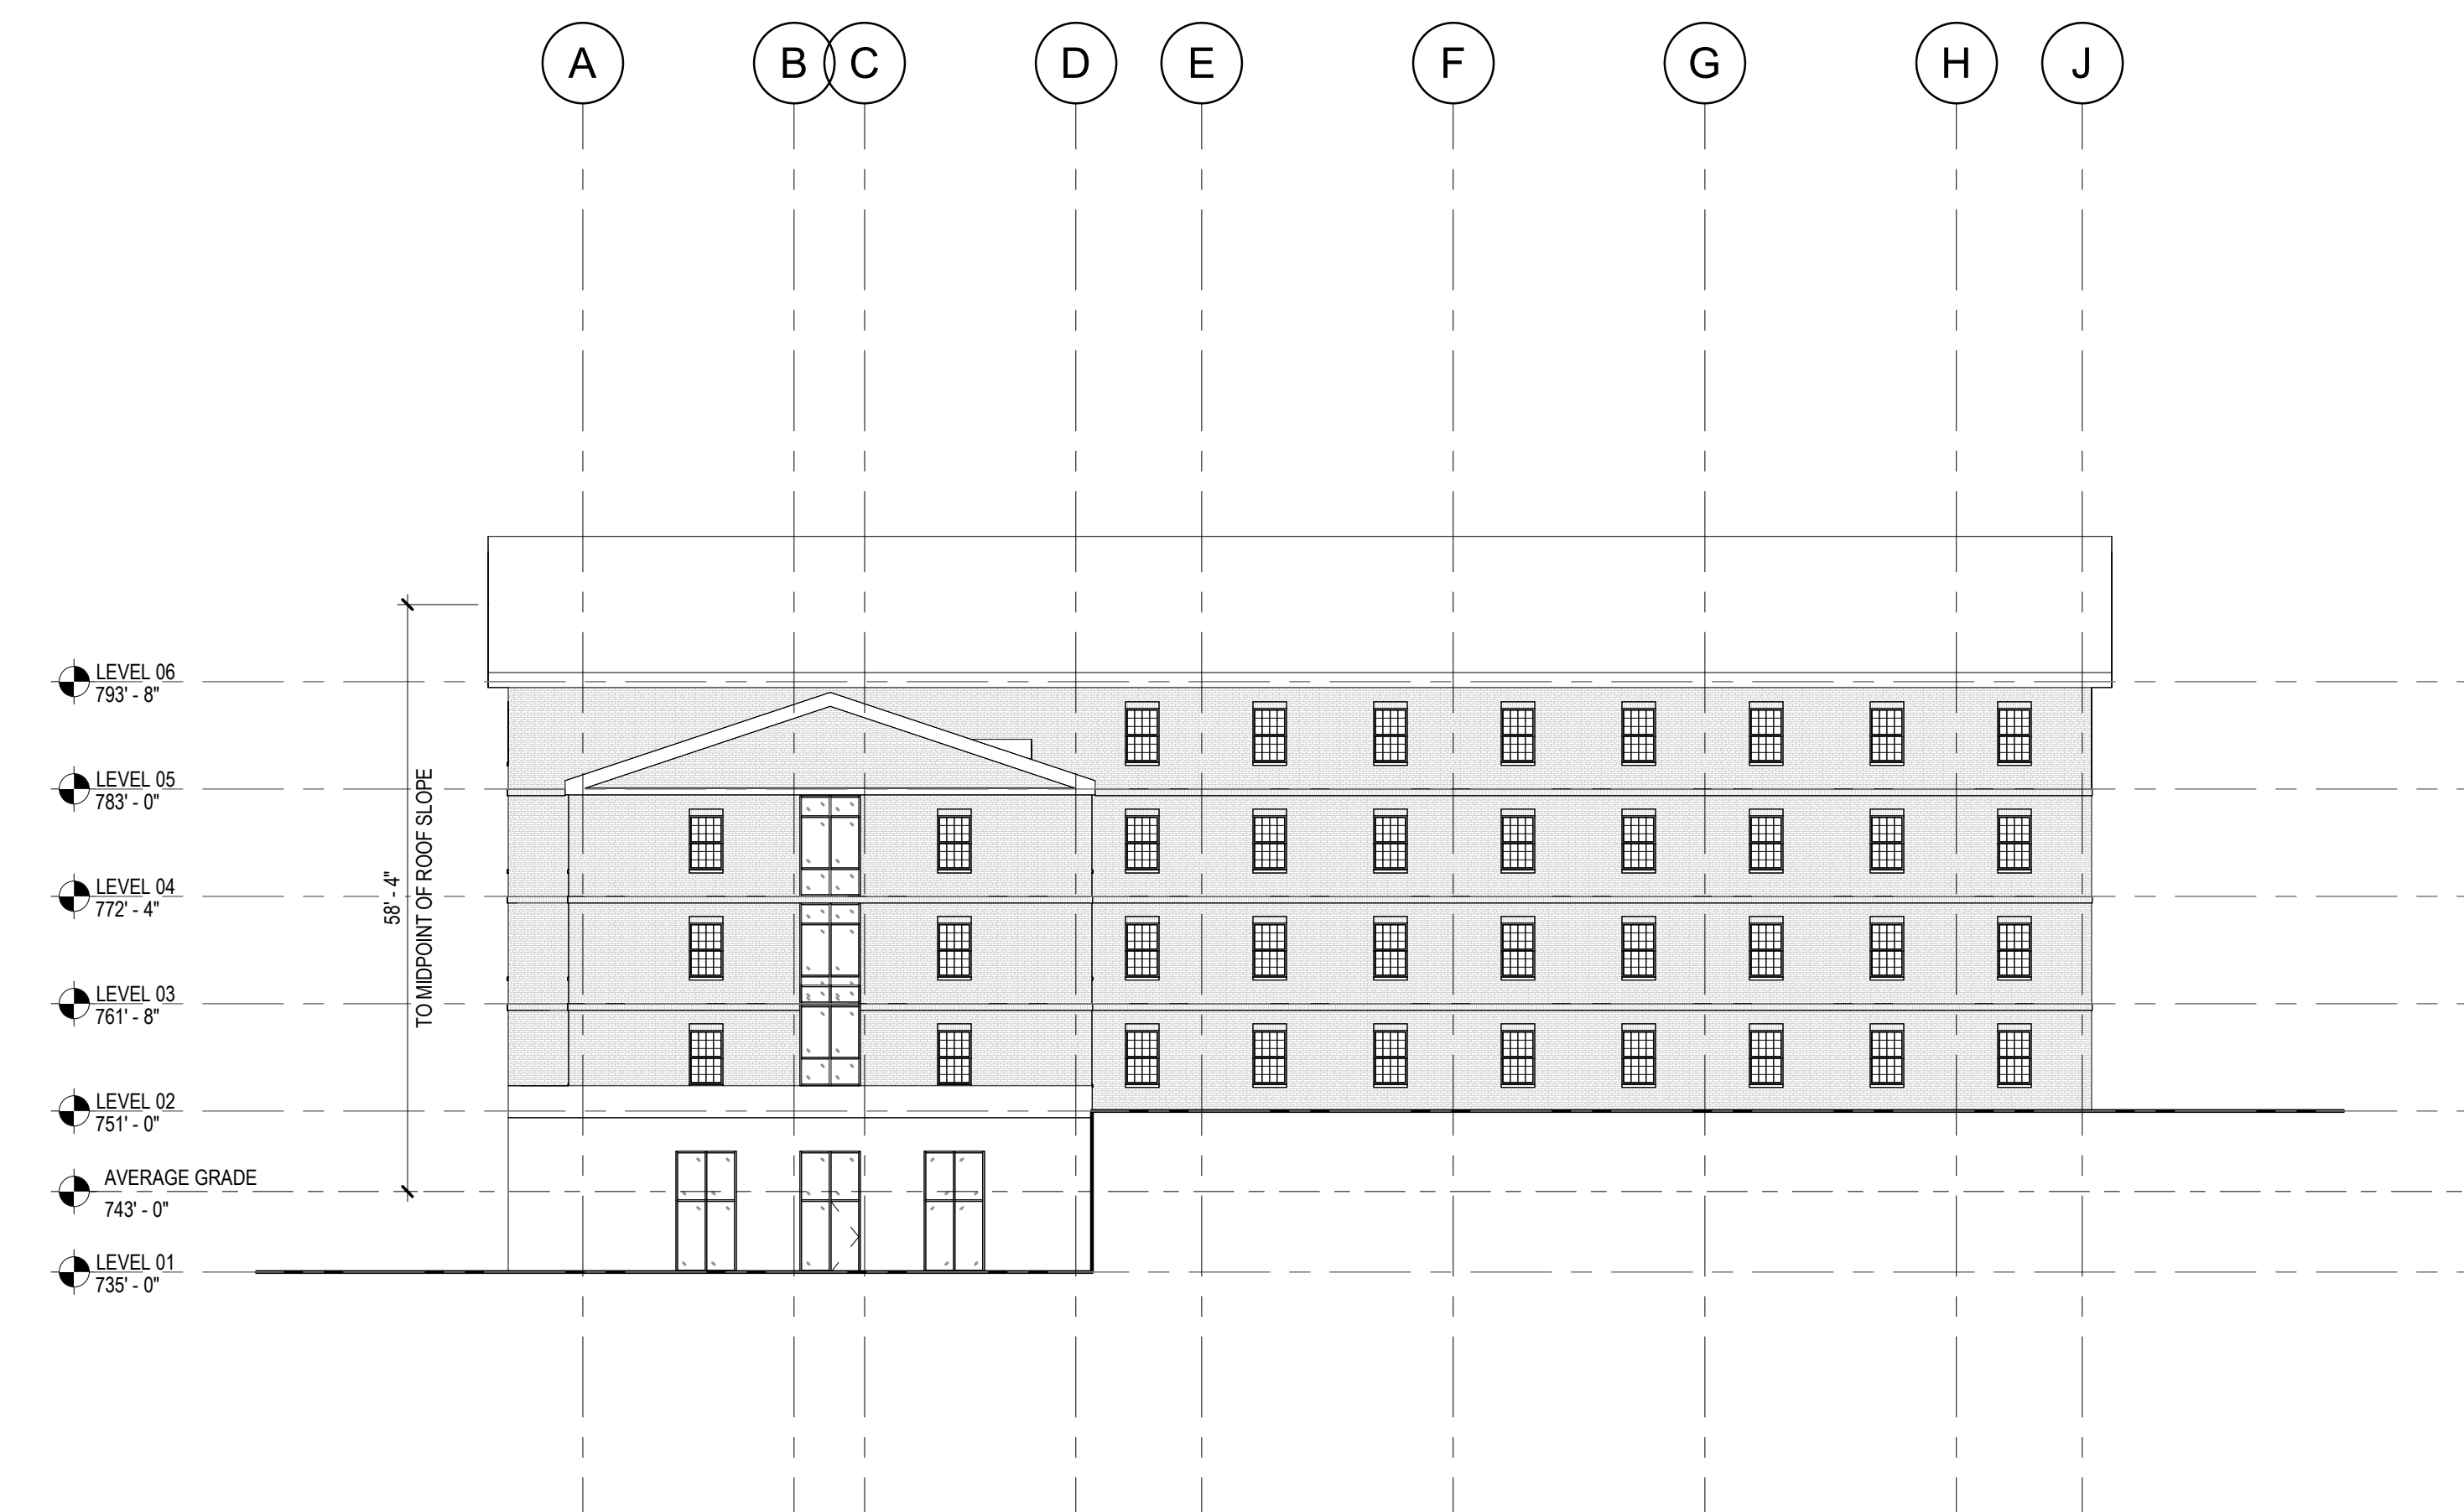 A B C D E F G H J
LEVEL 06
793' - 8"
LEVEL 05
783' - 0"
LEVEL 04
772' - 4"
LEVEL 03
761' - 8"
LEVEL 02
751' - 0"
AVERAGE GRADE
743' - 0"
LEVEL 01
735' - 0"
58' - 4"
TO MIDPOINT OF ROOF SLOPE